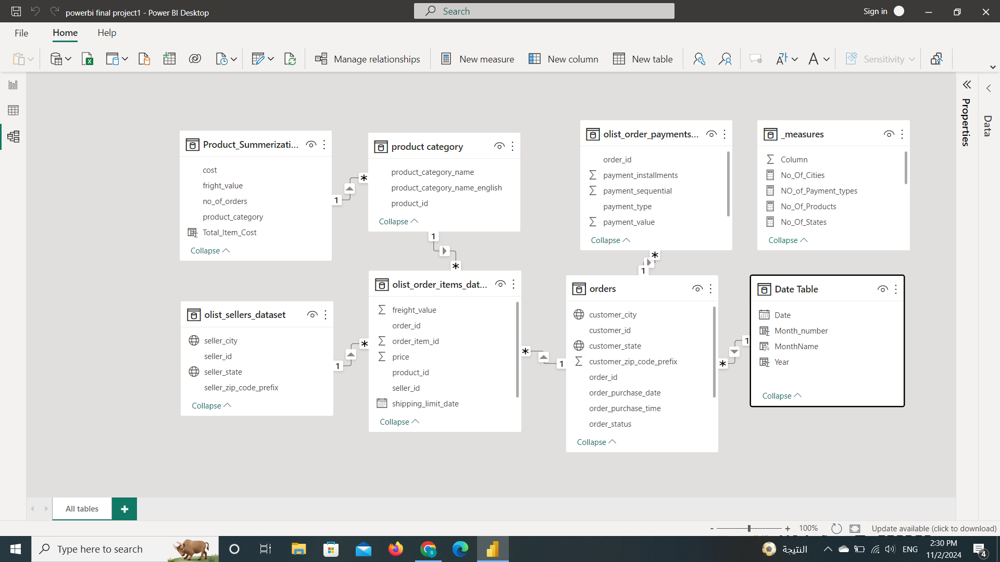 powerbi final project1 - Power BI Desktop
Search
Sign in
File
Home
Help
Manage relationships
New measure
New column
New table
Sensitivity
Properties
Data
Product_Summerizati...
cost
fright_value
no_of_orders
product_category
Total_Item_Cost
Collapse
product category
product_category_name
product_category_name_english
product_id
Collapse
olist_order_payments...
order_id
payment_installments
payment_sequential
payment_type
payment_value
Collapse
_measures
Column
No_Of_Cities
NO_of_Payment_types
No_Of_Products
No_Of_States
Collapse
1
*
1
*
*
1
olist_sellers_dataset
seller_city
seller_id
seller_state
seller_zip_code_prefix
Collapse
1
*
olist_order_items_dat...
freight_value
order_id
order_item_id
price
product_id
seller_id
shipping_limit_date
Collapse
*
1
orders
customer_city
customer_id
customer_state
customer_zip_code_prefix
order_id
order_purchase_date
order_purchase_time
order_status
Collapse
*
1
Date Table
Date
Month_number
MonthName
Year
Collapse
All tables
+
- + 100%
Update available (click to download)
Type here to search
النتيجة
ENG
2:30 PM
11/2/2024
4